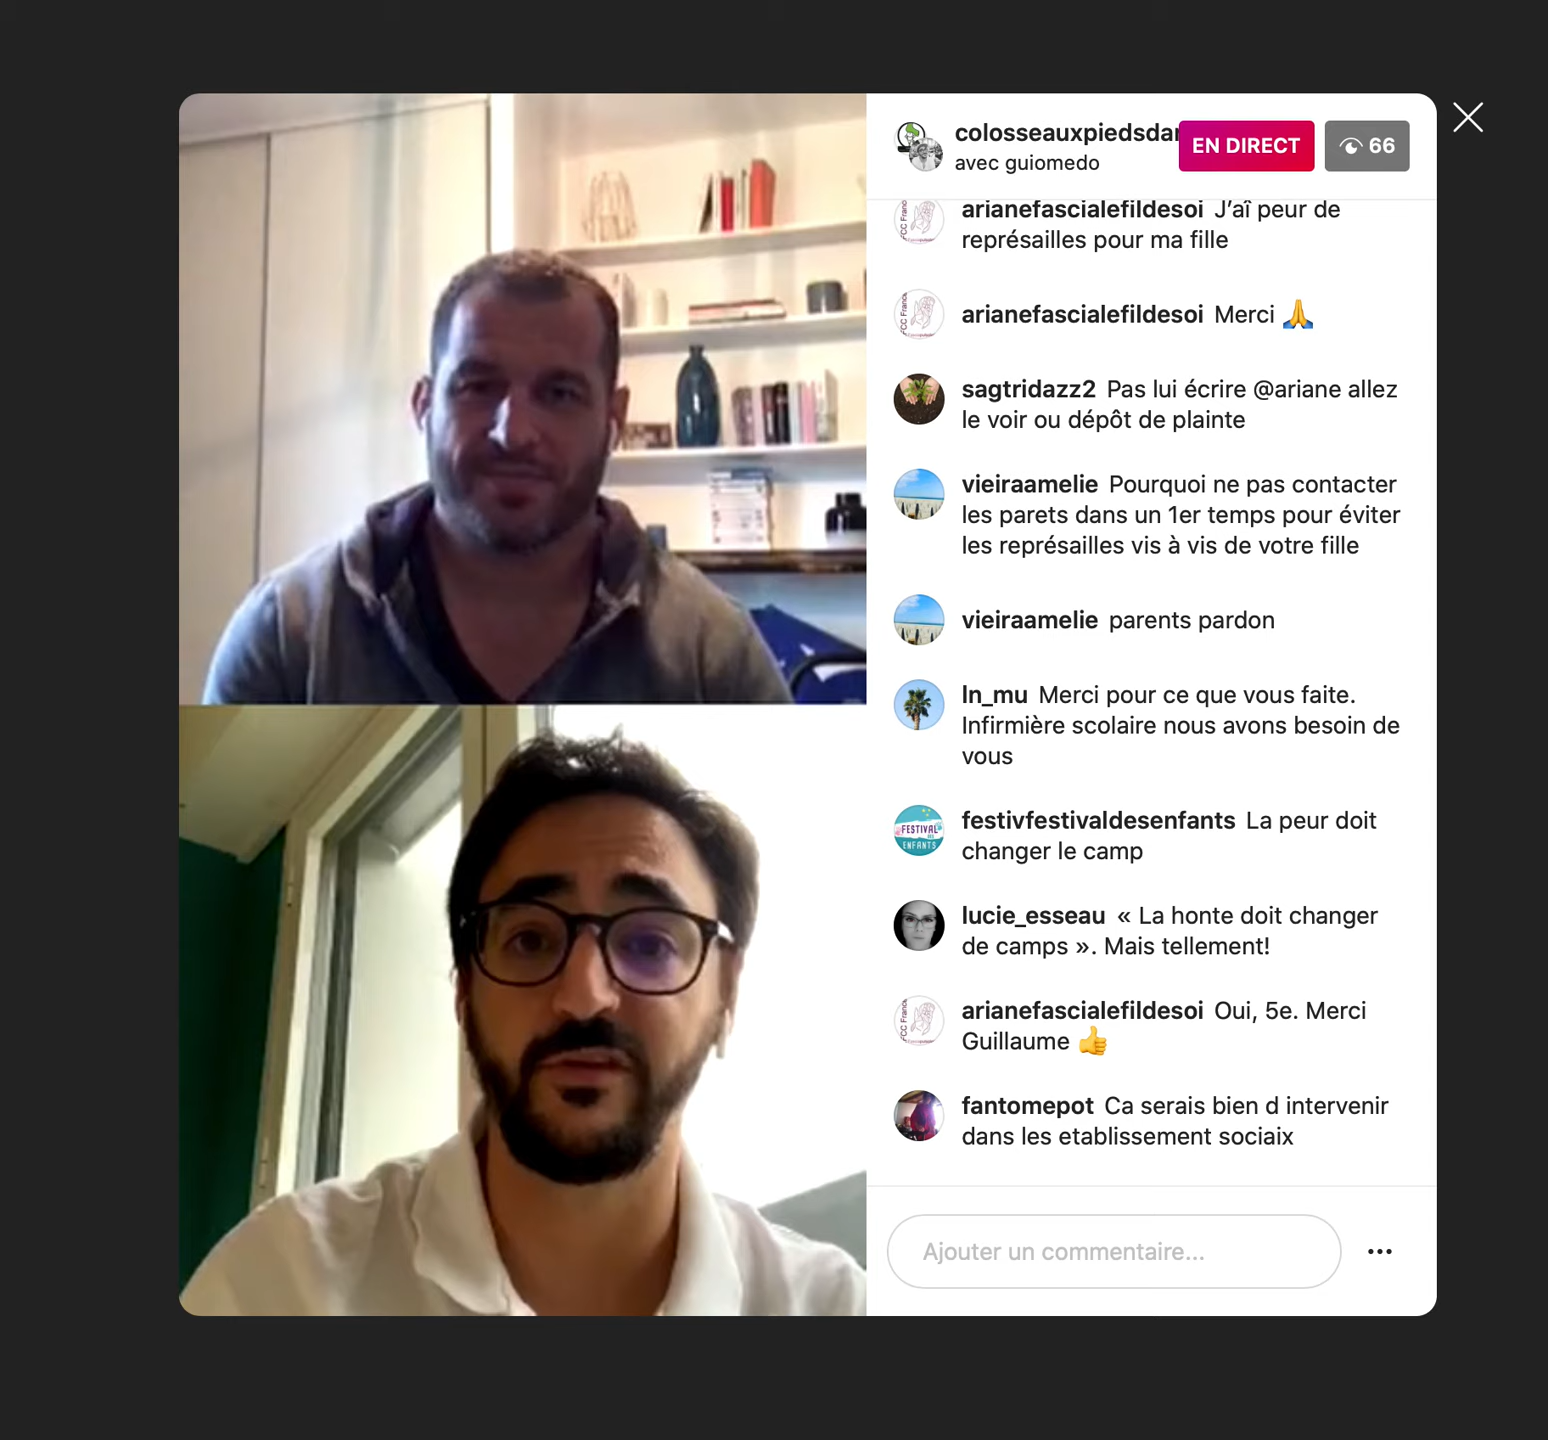 colosseauxpiedsdar
EN DIRECT
66
avec guiomedo
arianefascialefildesoi J'aî peur de
représailles pour ma fille
arianefascialefildesoi Merci 🙏
sagtridazz2 Pas lui écrire @ariane allez
le voir ou dépôt de plainte
vieiraamelie Pourquoi ne pas contacter
les parets dans un 1er temps pour éviter
les représailles vis à vis de votre fille
vieiraamelie parents pardon
ln_mu Merci pour ce que vous faite.
Infirmière scolaire nous avons besoin de
vous
FESTIVAL
DES
ENFANTS
festivfestivaldesenfants La peur doit
changer le camp
lucie_esseau « La honte doit changer
de camps ». Mais tellement!
arianefascialefildesoi Oui, 5e. Merci
Guillaume 👍
fantomepot Ca serais bien d intervenir
dans les etablissement sociaix
Ajouter un commentaire...